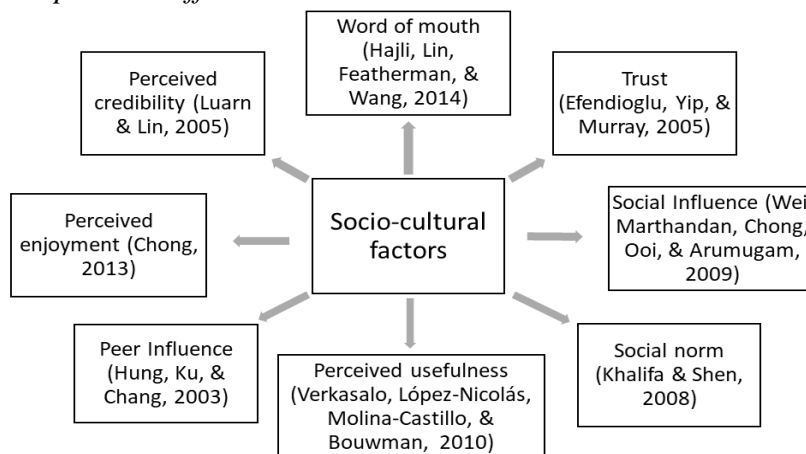 Word of mouth
(Hajli, Lin,
Featherman, &
Wang, 2014)
Perceived
credibility (Luarn
& Lin, 2005)
Trust
(Efendioglu, Yip, &
Murray, 2005)
Perceived
enjoyment (Chong,
2013)
Socio-cultural
factors
Social Influence (Wei,
Marthandan, Chong,
Ooi, & Arumugam,
2009)
Peer Influence
(Hung, Ku, &
Chang, 2003)
Perceived usefulness
(Verkasalo, López-Nicolás,
Molina-Castillo, &
Bouwman, 2010)
Social norm
(Khalifa & Shen,
2008)